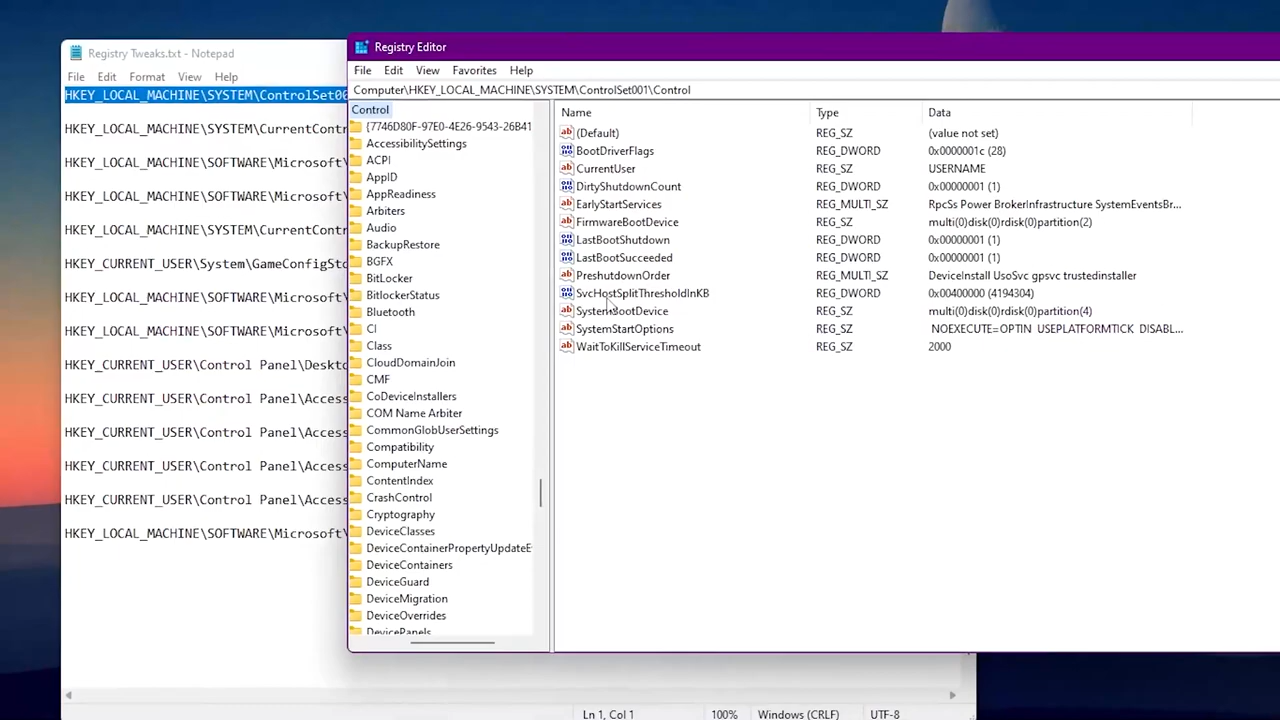 Registry Tweaks.txt - Notepad
File Edit Format View Help
HKEY_LOCAL_MACHINE\SYSTEM\ControlSet00
HKEY_LOCAL_MACHINE\SYSTEM\CurrentContr
HKEY_LOCAL_MACHINE\SOFTWARE\Microsoft\
HKEY_LOCAL_MACHINE\SOFTWARE\Microsoft\
HKEY_LOCAL_MACHINE\SYSTEM\CurrentContr
HKEY_CURRENT_USER\System\GameConfigSto
HKEY_LOCAL_MACHINE\SOFTWARE\Microsoft\
HKEY_LOCAL_MACHINE\SOFTWARE\Microsoft\
HKEY_CURRENT_USER\Control Panel\Deskto
HKEY_CURRENT_USER\Control Panel\Access
HKEY_CURRENT_USER\Control Panel\Access
HKEY_CURRENT_USER\Control Panel\Access
HKEY_CURRENT_USER\Control Panel\Access
HKEY_LOCAL_MACHINE\SOFTWARE\Microsoft\
Ln 1, Col 1 100% Windows (CRLF) UTF-8
Registry Editor
File Edit View Favorites Help
Computer\HKEY_LOCAL_MACHINE\SYSTEM\ControlSet001\Control
Control
{7746D80F-97E0-4E26-9543-26B41
AccessibilitySettings
ACPI
AppID
AppReadiness
Arbiters
Audio
BackupRestore
BGFX
BitLocker
BitlockerStatus
Bluetooth
CI
Class
CloudDomainJoin
CMF
CoDeviceInstallers
COM Name Arbiter
CommonGlobUserSettings
Compatibility
ComputerName
ContentIndex
CrashControl
Cryptography
DeviceClasses
DeviceContainerPropertyUpdateE
DeviceContainers
DeviceGuard
DeviceMigration
DeviceOverrides
DevicePanels
Name Type Data
(Default) REG_SZ (value not set)
BootDriverFlags REG_DWORD 0x0000001c (28)
CurrentUser REG_SZ USERNAME
DirtyShutdownCount REG_DWORD 0x00000001 (1)
EarlyStartServices REG_MULTI_SZ RpcSs Power BrokerInfrastructure SystemEventsBr...
FirmwareBootDevice REG_SZ multi(0)disk(0)rdisk(0)partition(2)
LastBootShutdown REG_DWORD 0x00000001 (1)
LastBootSucceeded REG_DWORD 0x00000001 (1)
PreshutdownOrder REG_MULTI_SZ DeviceInstall UsoSvc gpsvc trustedinstaller
SvcHostSplitThresholdInKB REG_DWORD 0x00400000 (4194304)
SystemBootDevice REG_SZ multi(0)disk(0)rdisk(0)partition(4)
SystemStartOptions REG_SZ NOEXECUTE=OPTIN USEPLATFORMTICK DISABL...
WaitToKillServiceTimeout REG_SZ 2000